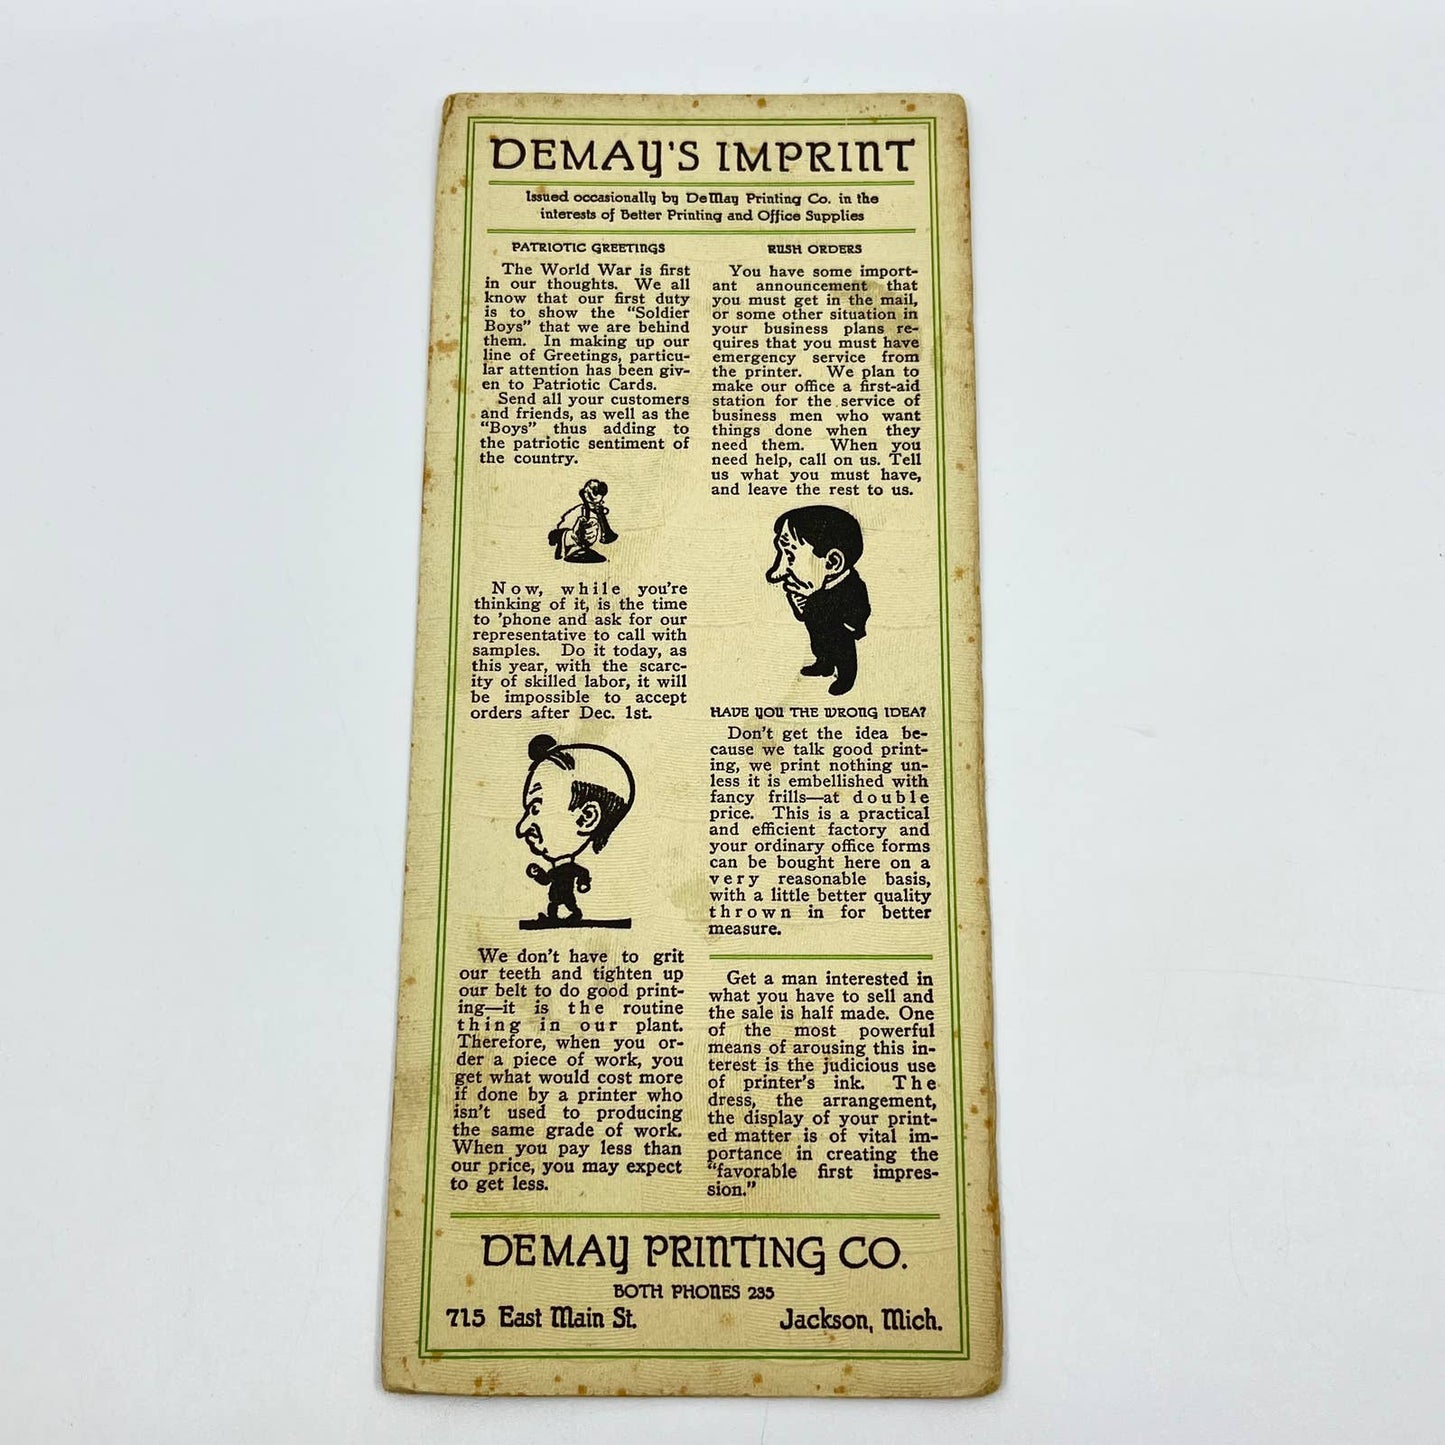 DEMAY'S IMPRINT
Issued occasionally by DeMay Printing Co. in the
interests of Better Printing and Office Supplies
PATRIOTIC GREETINGS
The World War is first
in our thoughts. We all
know that our first duty
is to show the "Soldier
Boys" that we are behind
them. In making up our
line of Greetings, particu-
lar attention has been giv-
en to Patriotic Cards.
Send all your customers
and friends, as well as the
"Boys" thus adding to
the patriotic sentiment of
the country.
Now, while you're
thinking of it, is the time
to 'phone and ask for our
representative to call with
samples. Do it today, as
this year, with the scarc-
ity of skilled labor, it will
be impossible to accept
orders after Dec. 1st.
We don't have to grit
our teeth and tighten up
our belt to do good print-
ing—it is the routine
thing in our plant.
Therefore, when you or-
der a piece of work, you
get what would cost more
if done by a printer who
isn't used to producing
the same grade of work.
When you pay less than
our price, you may expect
to get less.
RUSH ORDERS
You have some import-
ant announcement that
you must get in the mail,
or some other situation in
your business plans re-
quires that you must have
emergency service from
the printer. We plan to
make our office a first-aid
station for the service of
business men who want
things done when they
need them. When you
need help, call on us. Tell
us what you must have,
and leave the rest to us.
HAVE YOU THE WRONG IDEA?
Don't get the idea be-
cause we talk good print-
ing, we print nothing un-
less it is embellished with
fancy frills—at double
price. This is a practical
and efficient factory and
your ordinary office forms
can be bought here on a
very reasonable basis,
with a little better quality
thrown in for better
measure.
Get a man interested in
what you have to sell and
the sale is half made. One
of the most powerful
means of arousing this in-
terest is the judicious use
of printer's ink. The
dress, the arrangement,
the display of your print-
ed matter is of vital im-
portance in creating the
"favorable first impres-
sion."
DEMAY PRINTING CO.
BOTH PHONES 235
715 East Main St. Jackson, Mich.